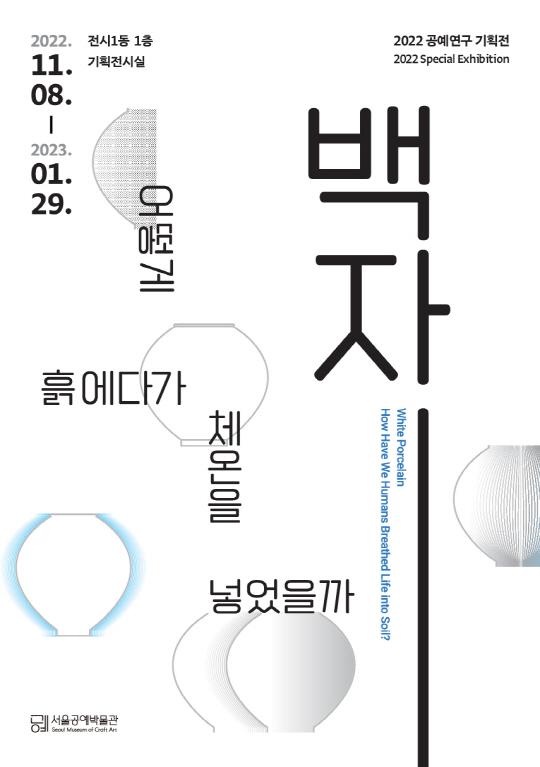 2022.
11.
08.
—
2023.
01.
29.
전시1동 1층
기획전시실
2022 공예연구 기획전
2022 Special Exhibition
백자
어떻게
흙에다가
체온을
넣었을까
White Porcelain
How Have We Humans Breathed Life into Soil?
서울공예박물관
Seoul Museum of Craft Art